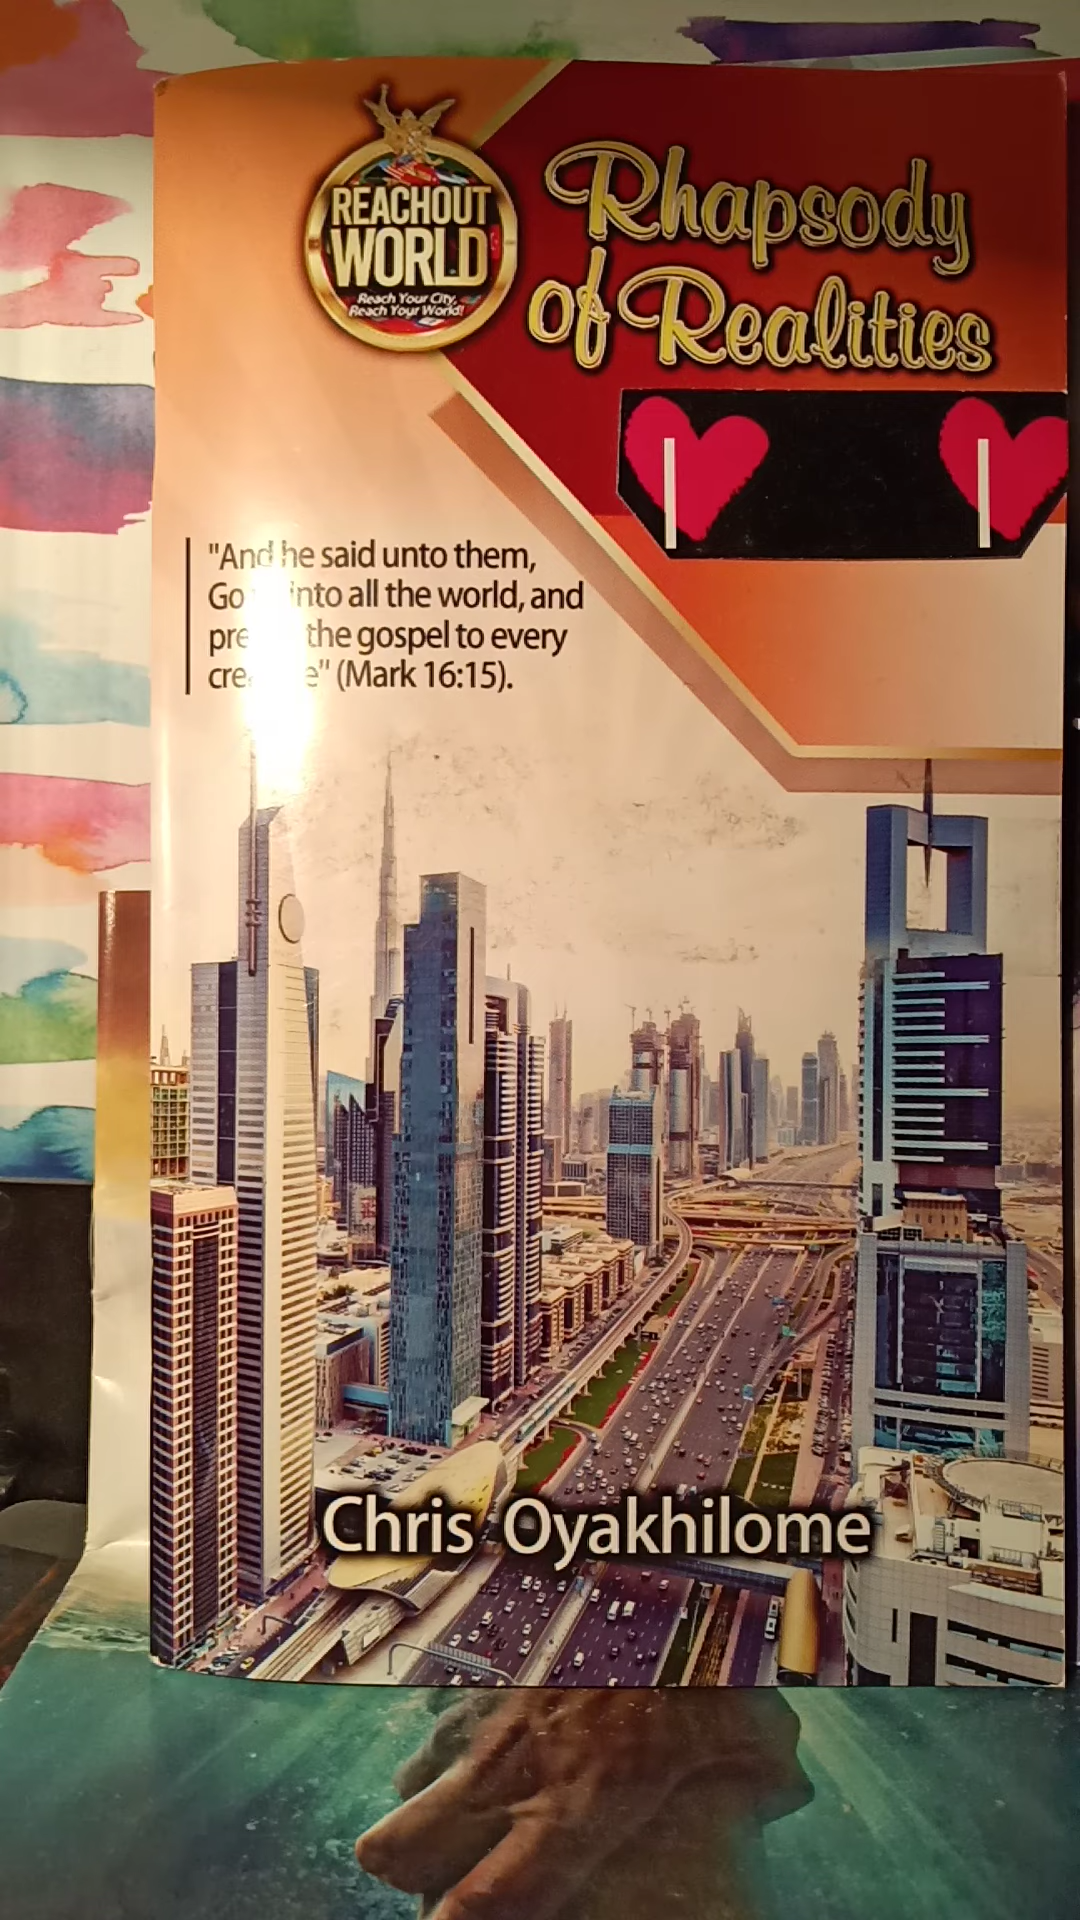 REACHOUT
WORLD
Reach Your City,
Reach Your World!
Rhapsody
of Realities
"And he said unto them,
Go into all the world, and
the gospel to every
(Mark 16:15).
Chris Oyakhilome